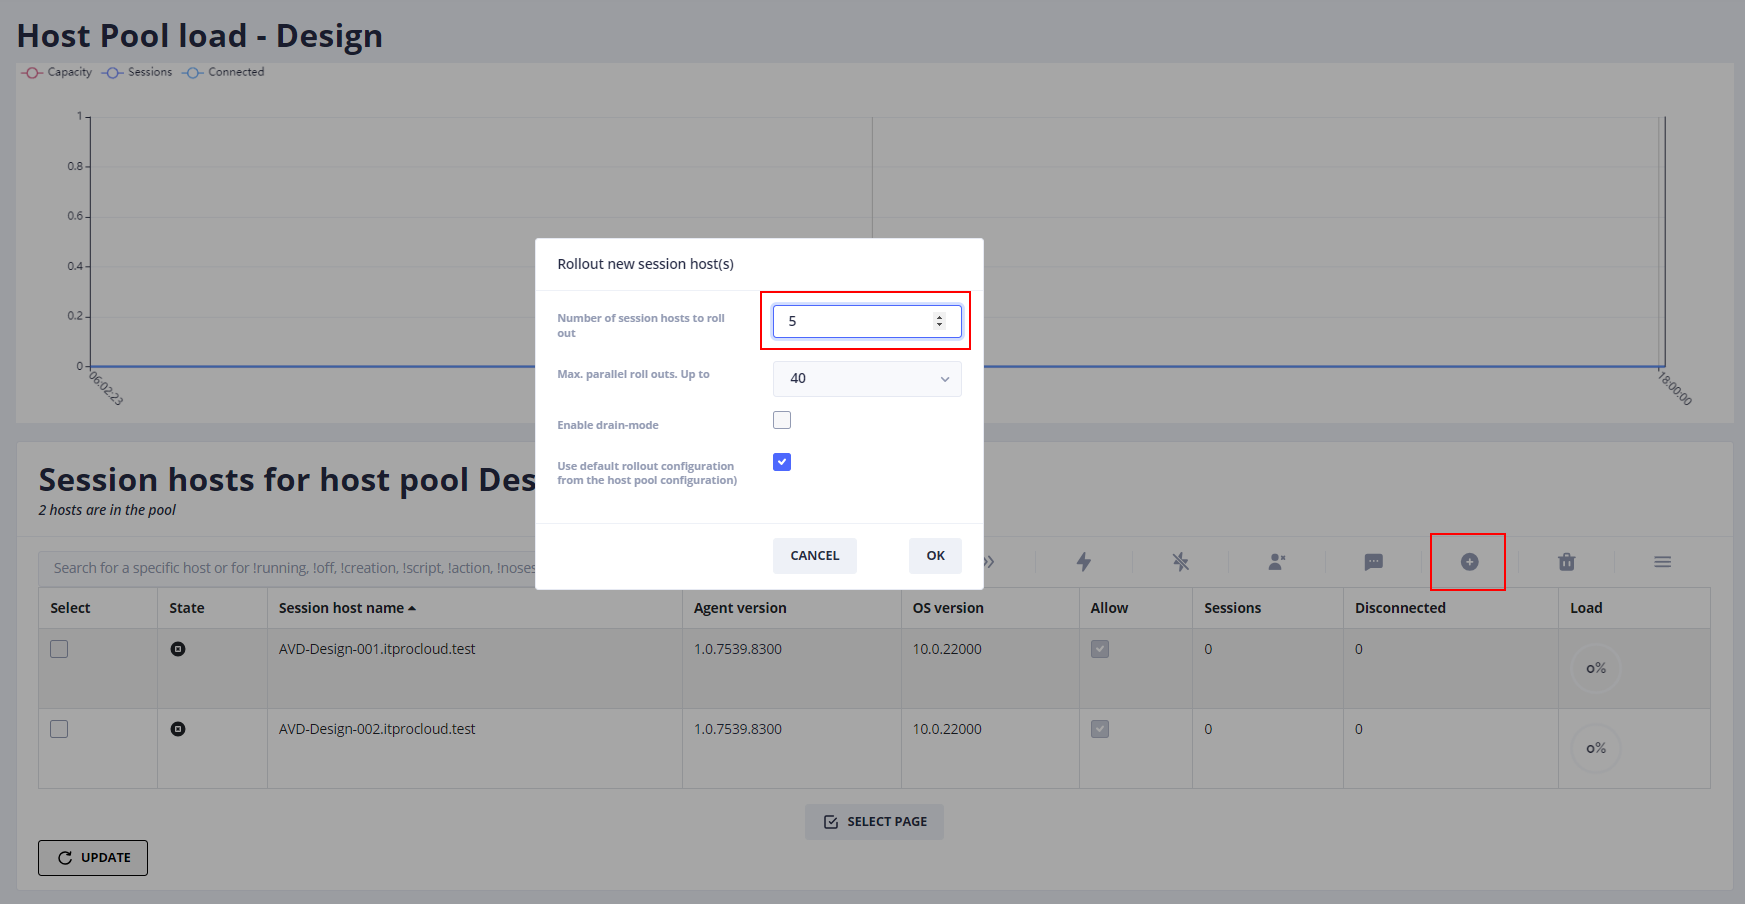 Host Pool load - Design
Capacity Sessions Connected
1
0.8
0.6
0.4
0.2
0
06:02:23
18:00:00
Rollout new session host(s)
Number of session hosts to roll
out
5
Max. parallel roll outs. Up to
40
Enable drain-mode
Use default rollout configuration
from the host pool configuration)
CANCEL OK
Session hosts for host pool Des
2 hosts are in the pool
Search for a specific host or for !running, !off, !creation, !script, !action, !noses
Select State Session host name Agent version OS version Allow Sessions Disconnected Load
AVD-Design-001.itprocloud.test 1.0.7539.8300 10.0.22000 0 0 0%
AVD-Design-002.itprocloud.test 1.0.7539.8300 10.0.22000 0 0 0%
SELECT PAGE
UPDATE